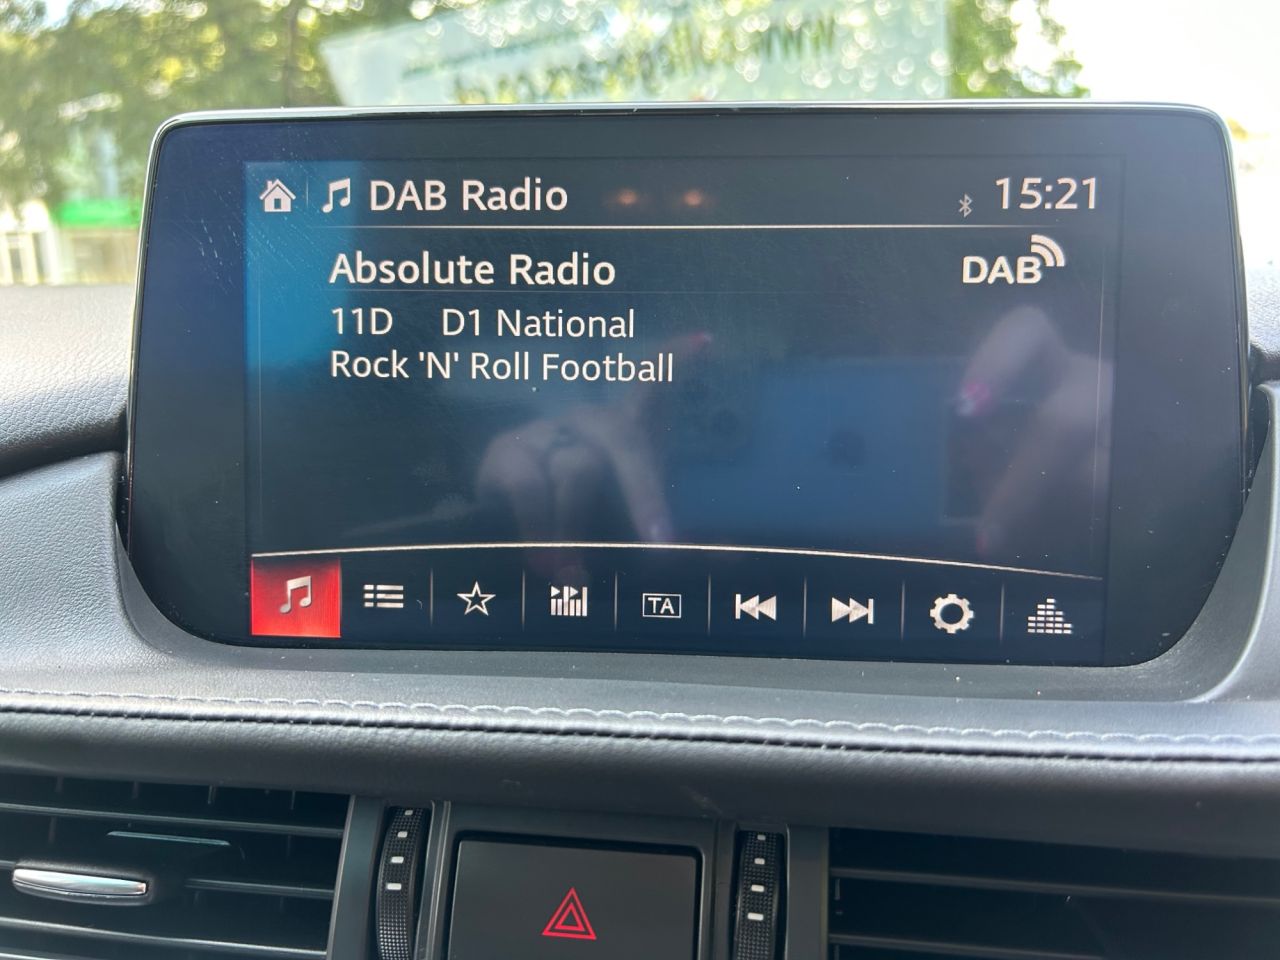 DAB Radio 15:21
Absolute Radio DAB
11D D1 National
Rock 'N' Roll Football
TA